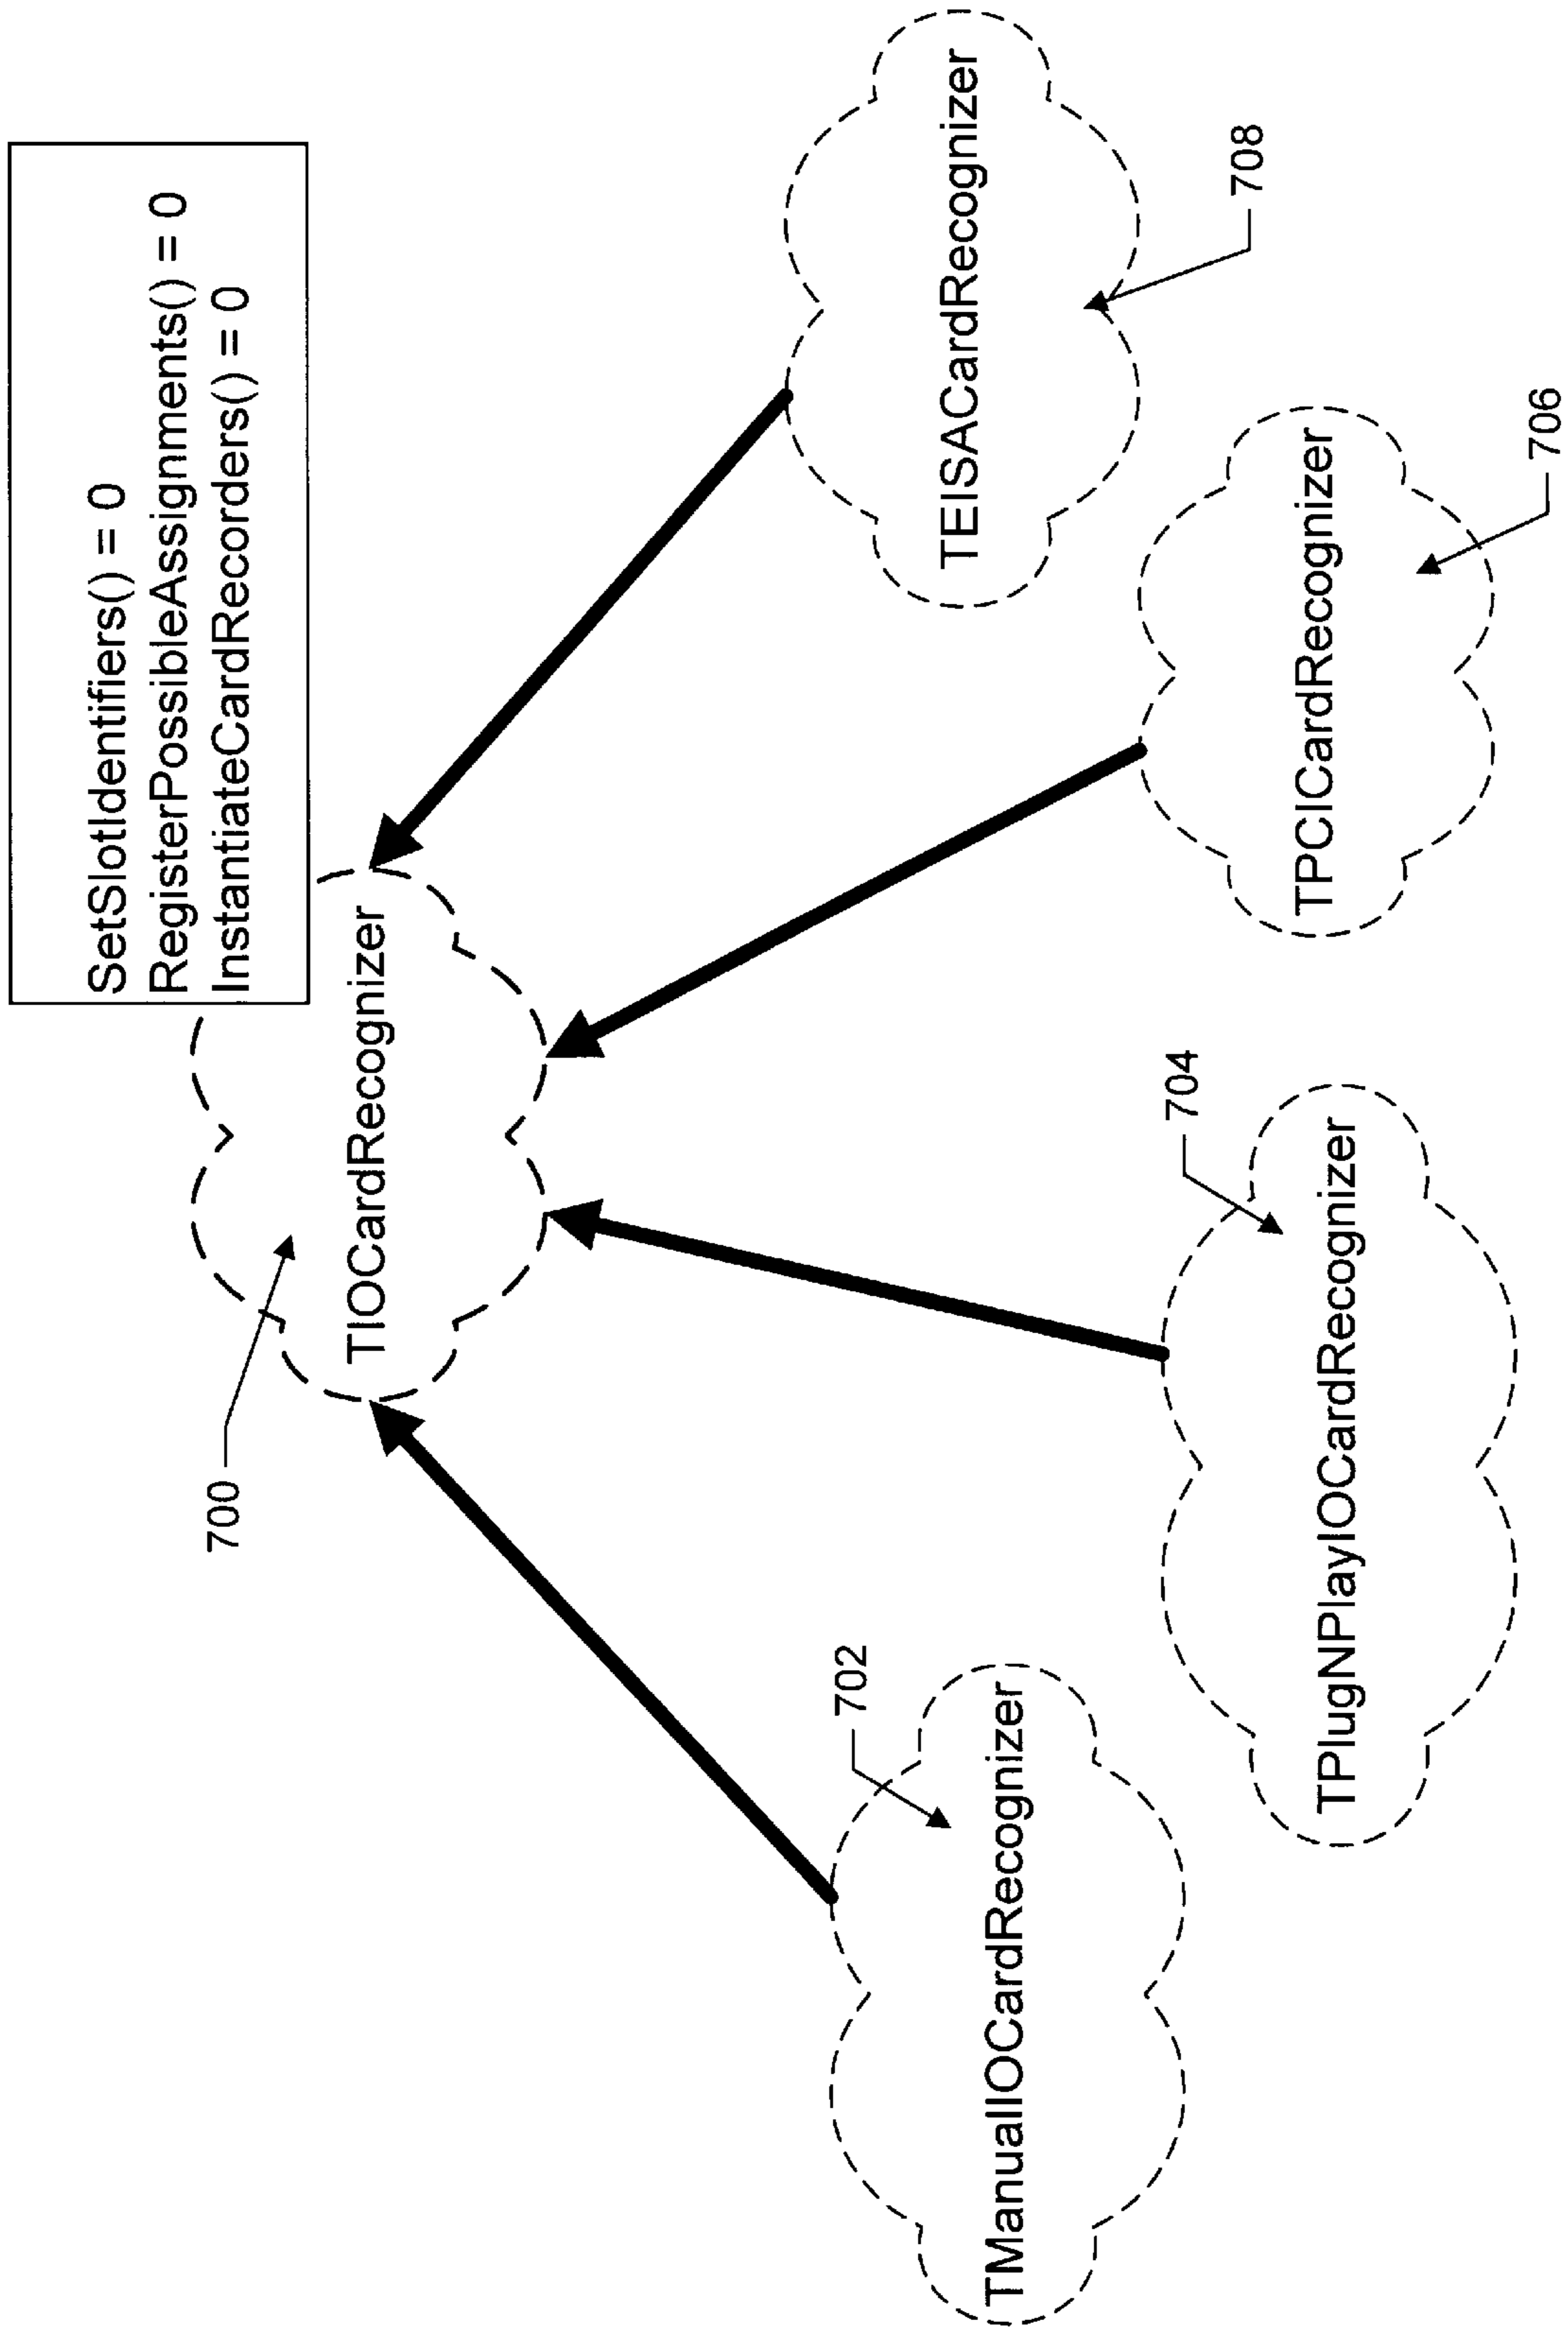 SetSlotIdentifiers() = 0
RegisterPossibleAssignments() = 0
InstantiateCardRecorders() = 0
700
TIOCardRecognizer
702
TManualIOCardRecognizer
704
TPlugNPlayIOCardRecognizer
706
TPCICardRecognizer
708
TEISACardRecognizer